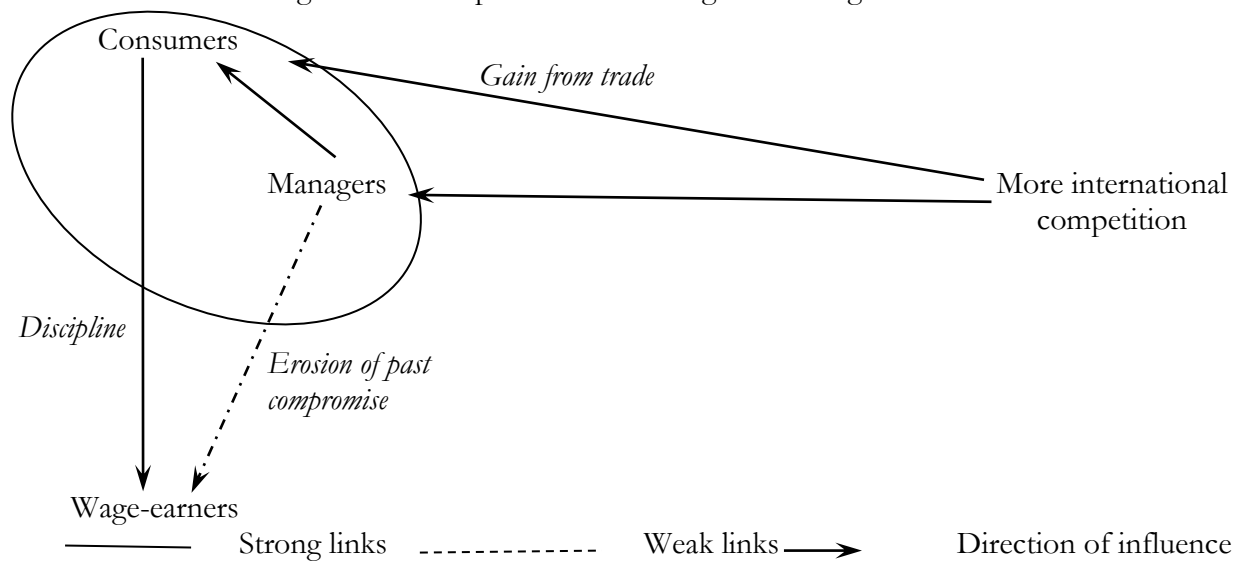 Consumers
Gain from trade
Managers
More international
competition
Discipline
Erosion of past
compromise
Wage-earners
Strong links
Weak links
Direction of influence